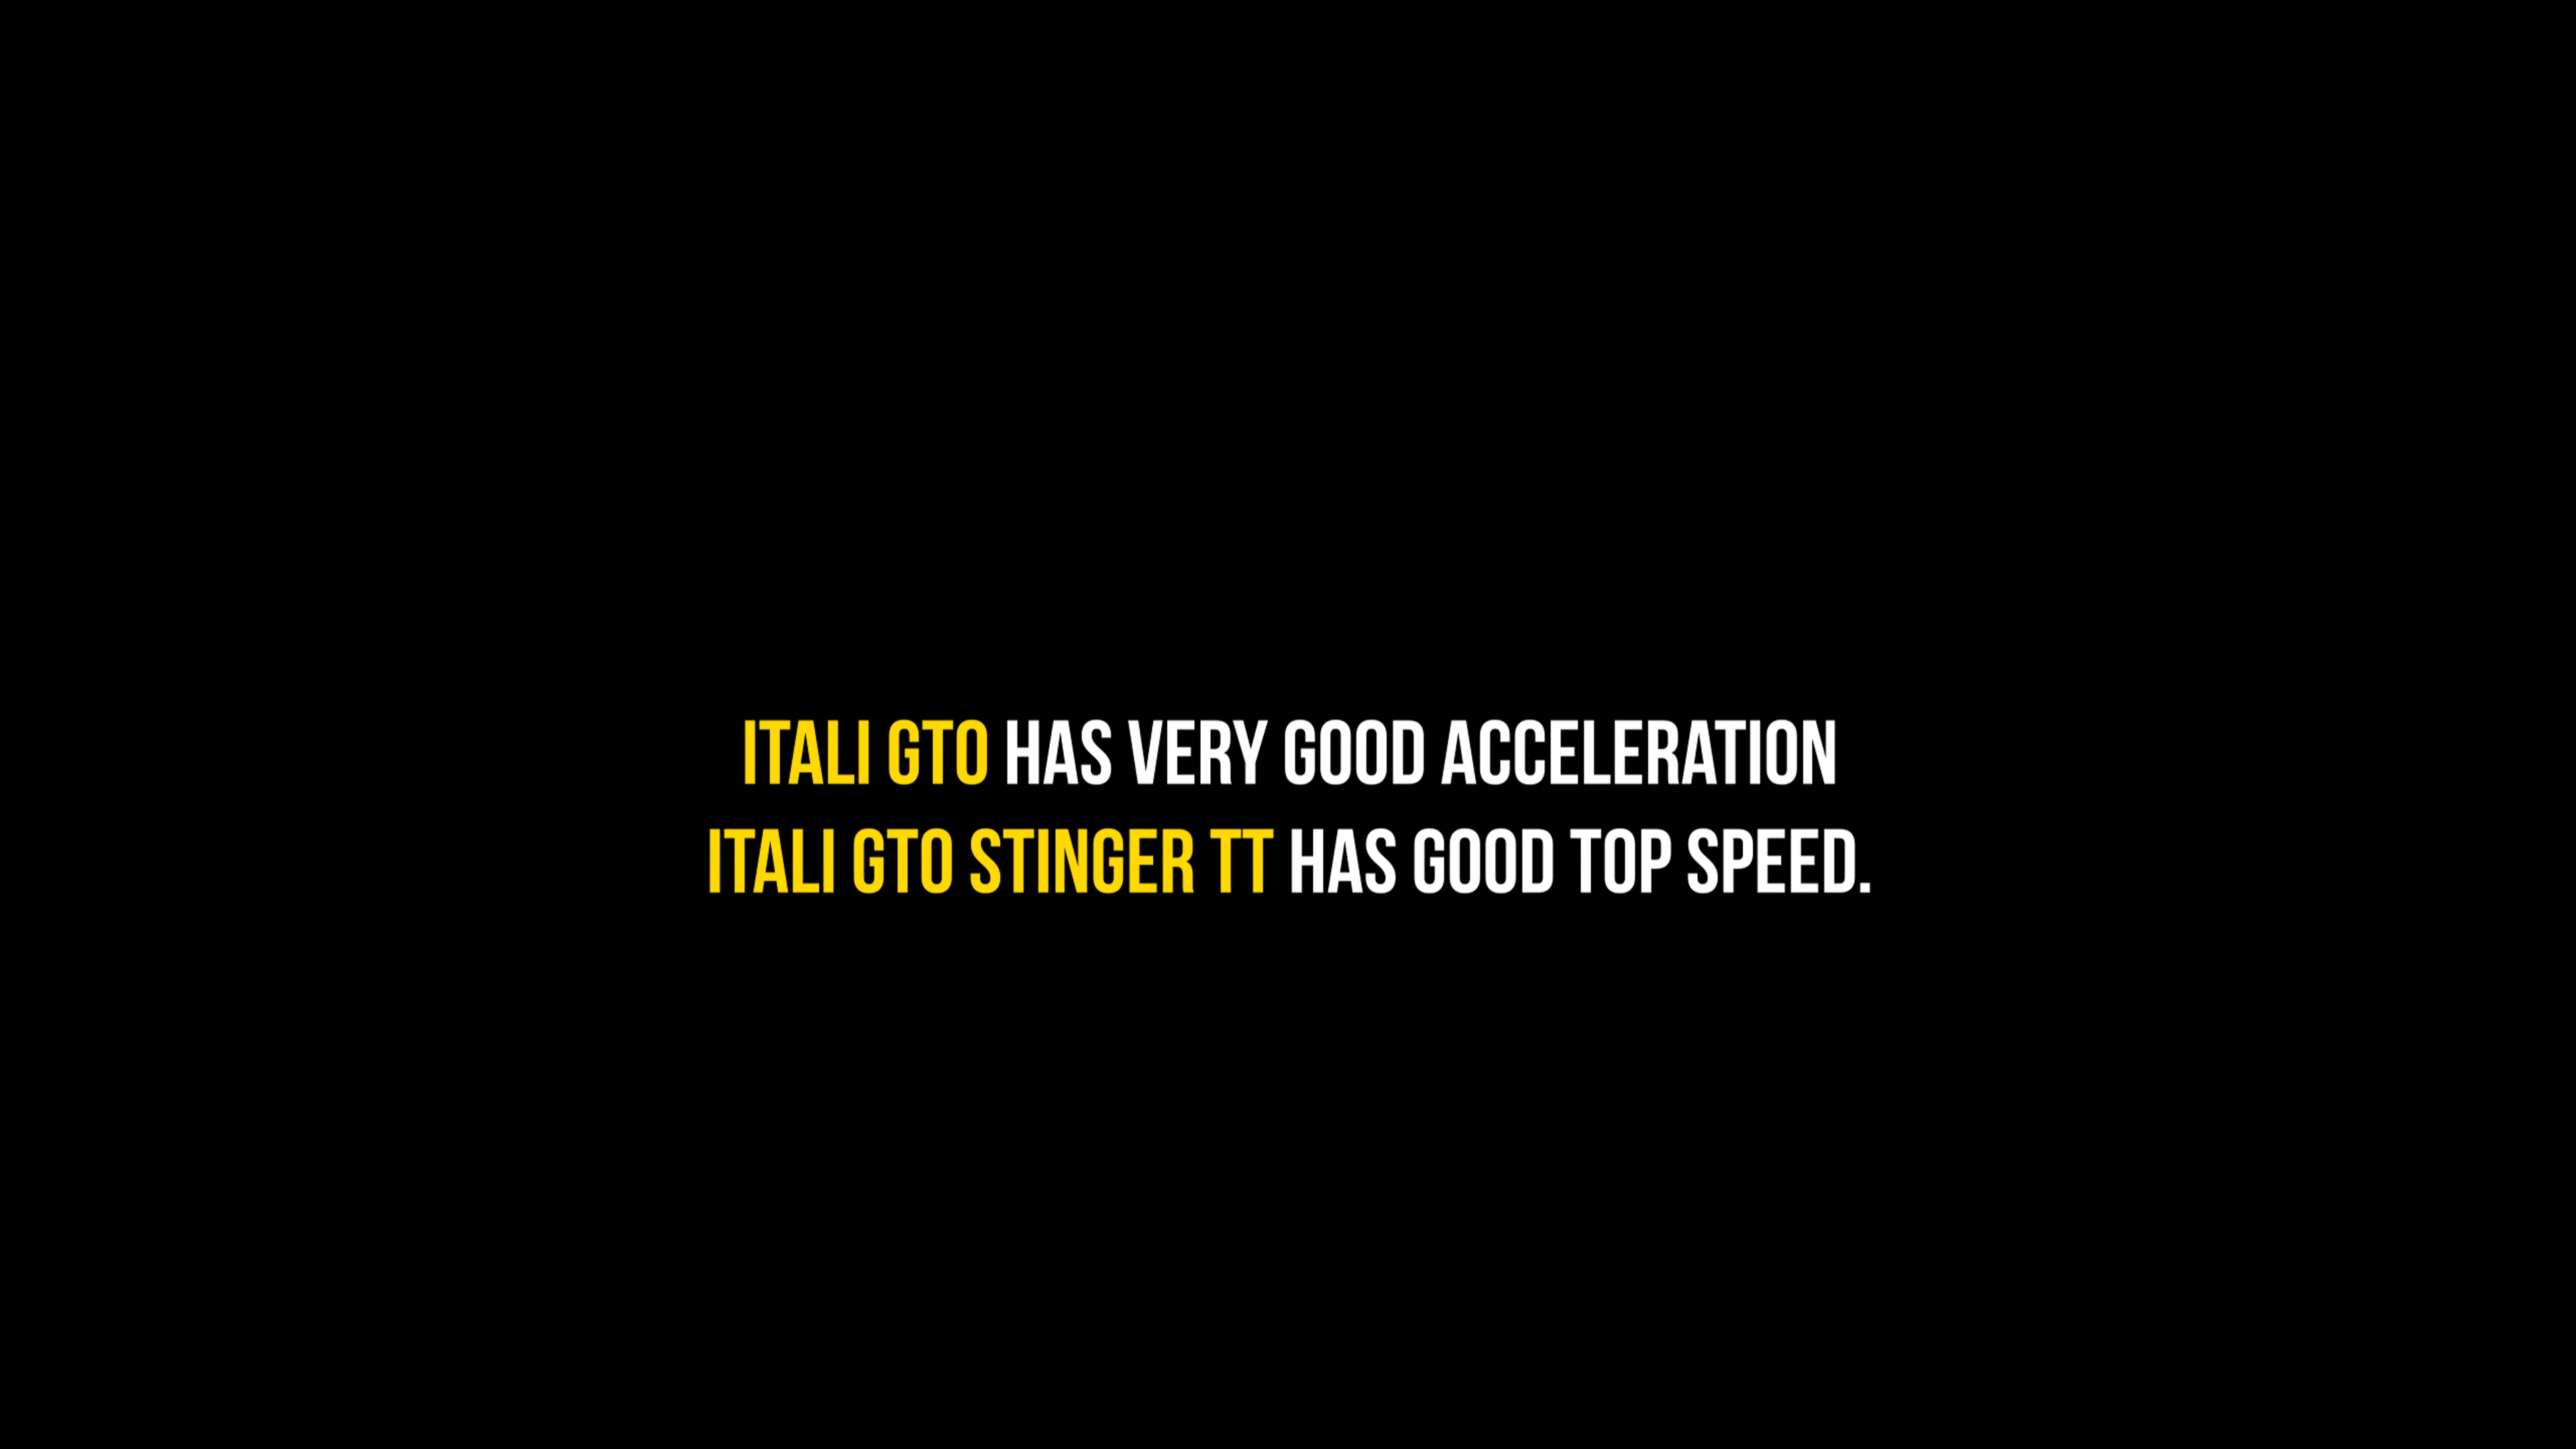 ITALI GTO HAS VERY GOOD ACCELERATION
ITALI GTO STINGER TT HAS GOOD TOP SPEED.